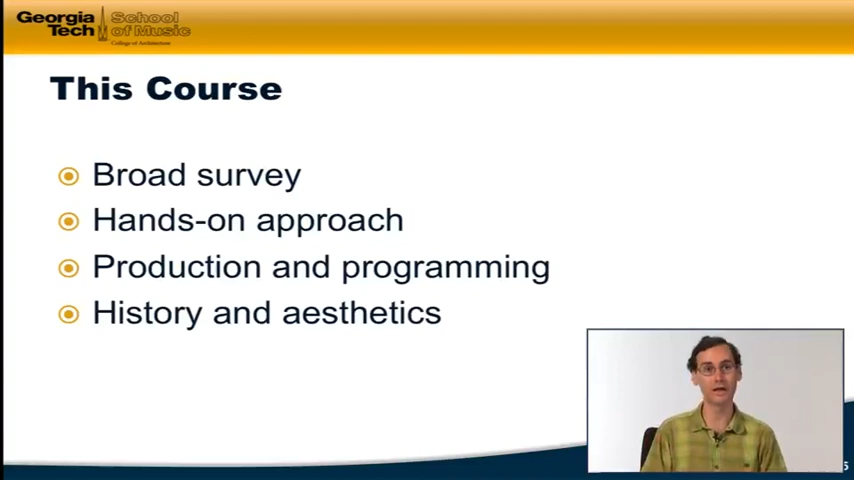 Georgia Tech
School of Music
College of Architecture
This Course
Broad survey
Hands-on approach
Production and programming
History and aesthetics
5